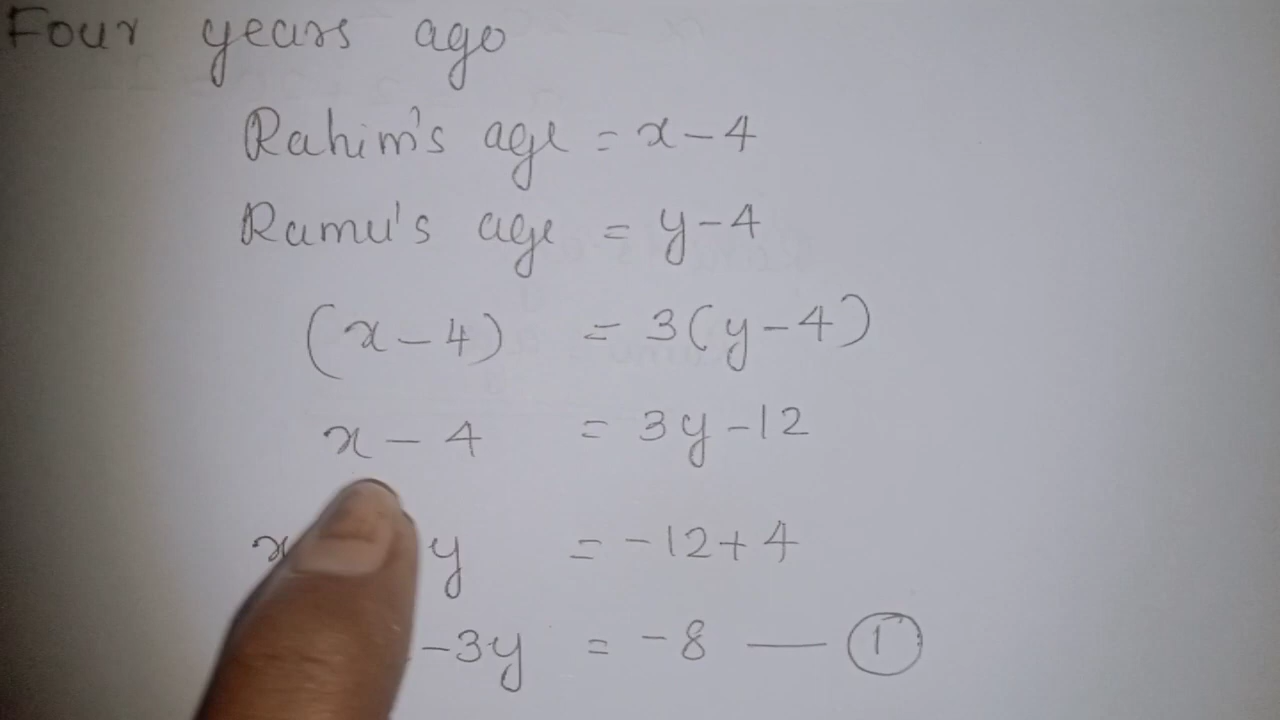 Four years ago
Rahim's age = x - 4
Ramu's age = y - 4
(x - 4) = 3(y - 4)
x - 4 = 3y - 12
x y = -12 + 4
-3y = -8 — ①